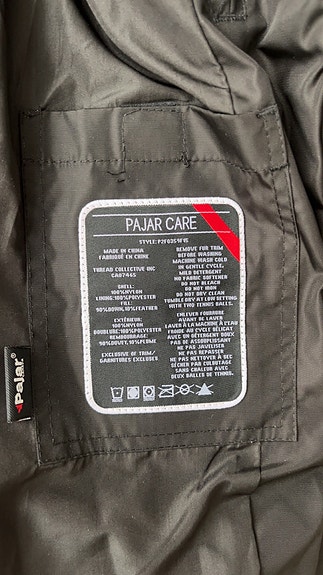 PAJAR CARE
STYLE: P2F0351F15
MADE IN CHINA
FABRIQUÉ EN CHINE
THREAD COLLECTIVE INC
CA07445
SHELL:
100%NYLON
LINING:100%POLYESTER
FILL:
90%DOWN,10%FEATHER
EXTÉRIEUR:
100%NYLON
DOUBLURE:100%POLYESTER
REMBOURRAGE:
90%DUVET,10%PLUME
EXCLUSIVE OF TRIM/
GARNITURES EXCLUES
REMOVE FUR TRIM
BEFORE WASHING
MACHINE WASH COLD
IN GENTLE CYCLE.
MILD DETERGENT
NO FABRIC SOFTENER
DO NOT BLEACH
DO NOT IRON
DO NOT DRY CLEAN
TUMBLE DRY AT LOW SETTING
WITH TWO TENNIS BALLS.
ENLEVER FOURRURE
AVANT DE LAVER
LAVER À LA MACHINE À L'EAU
FROIDE AU CYCLE DÉLICAT
AVEC UN DÉTERGENT DOUX
PAS DE ASSOUPLISSANT
NE PAS JAVELISER
NE PAS REPASSER
NE PAS NETTOYER À SEC
SÉCHER PAR CULBUTAGE
SANS CHALEUR AVEC
DEUX BALLES DE TENNIS.
Pajar